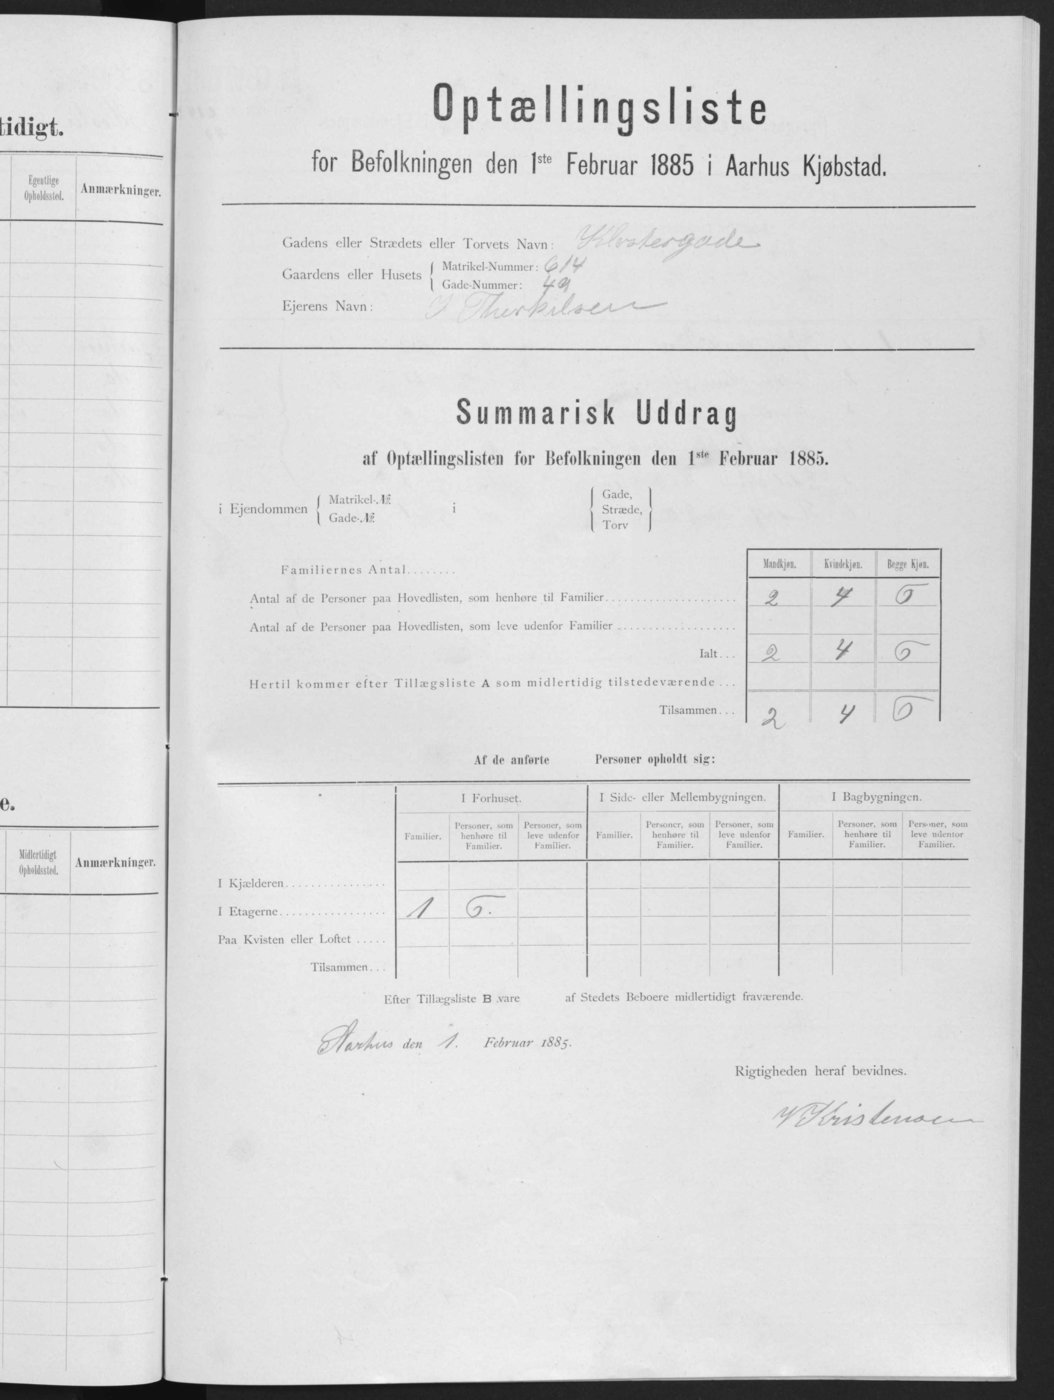 tidigt.
Egentlige Opholdssted.
Anmærkninger.
e.
Midlertidigt Opholdssted.
Anmærkninger.
Optællingsliste
for Befolkningen den 1ste Februar 1885 i Aarhus Kjøbstad.
Gadens eller Strædets eller Torvets Navn: Klostergade
Gaardens eller Husets { Matrikel-Nummer: 614
Gade-Nummer: 49
Ejerens Navn: Therkilsen
Summarisk Uddrag
af Optællingslisten for Befolkningen den 1ste Februar 1885.
i Ejendommen { Matrikel-№ i { Gade, }
Gade-№ Stræde,
Torv
Mandkjøn. Kvindekjøn. Begge Kjøn.
Familiernes Antal........
Antal af de Personer paa Hovedlisten, som henhøre til Familier.................... 2 4 6
Antal af de Personer paa Hovedlisten, som leve udenfor Familier ..................
Ialt... 2 4 6
Hertil kommer efter Tillægsliste A som midlertidig tilstedeværende ...
Tilsammen... 2 4 6
Af de anførte Personer opholdt sig:
I Forhuset. I Side- eller Mellembygningen. I Bagbygningen.
Familier. Personer, som henhøre til Familier. Personer, som leve udenfor Familier. Familier. Personer, som henhøre til Familier. Personer, som leve udenfor Familier. Familier. Personer, som henhøre til Familier. Personer, som leve udenfor Familier.
I Kjælderen...............
I Etagerne................ 1 6.
Paa Kvisten eller Loftet .....
Tilsammen...
Efter Tillægsliste B vare af Stedets Beboere midlertidigt fraværende.
Aarhus den 1. Februar 1885.
Rigtigheden heraf bevidnes.
V Kristensen